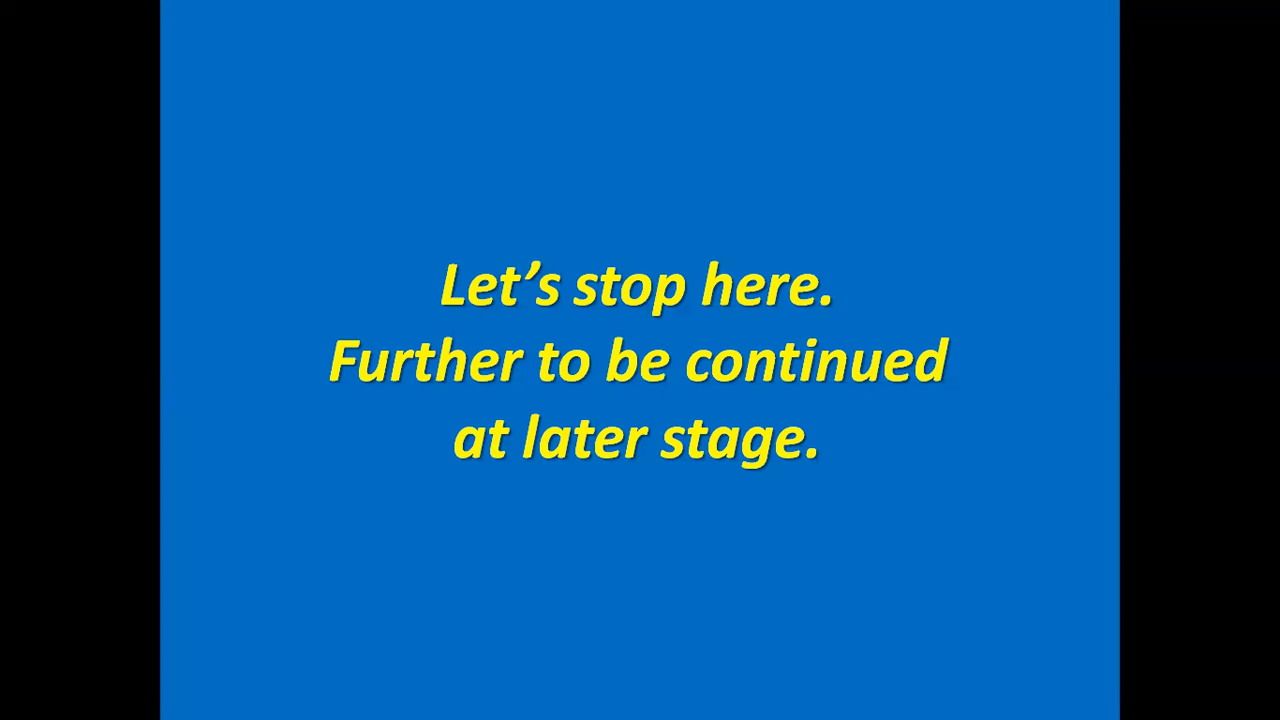 Let’s stop here.
Further to be continued
at later stage.